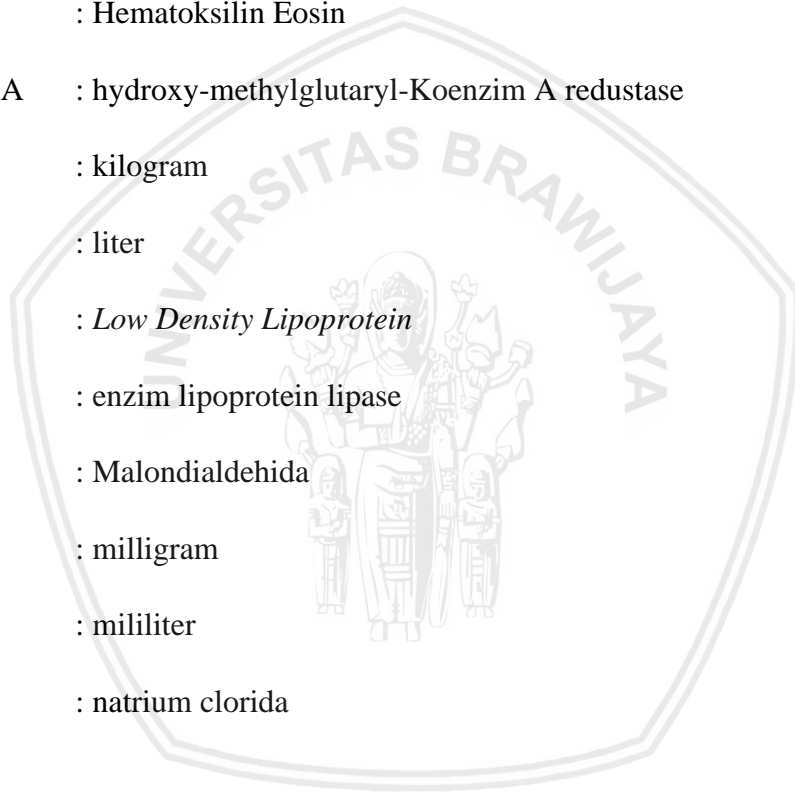 : Hematoksilin Eosin
A : hydroxy-methylglutaryl-Koenzim A redustase
: kilogram
: liter
: Low Density Lipoprotein
: enzim lipoprotein lipase
: Malondialdehida
: milligram
: mililiter
: natrium clorida
UNIVERSITAS BRAWIJAYA